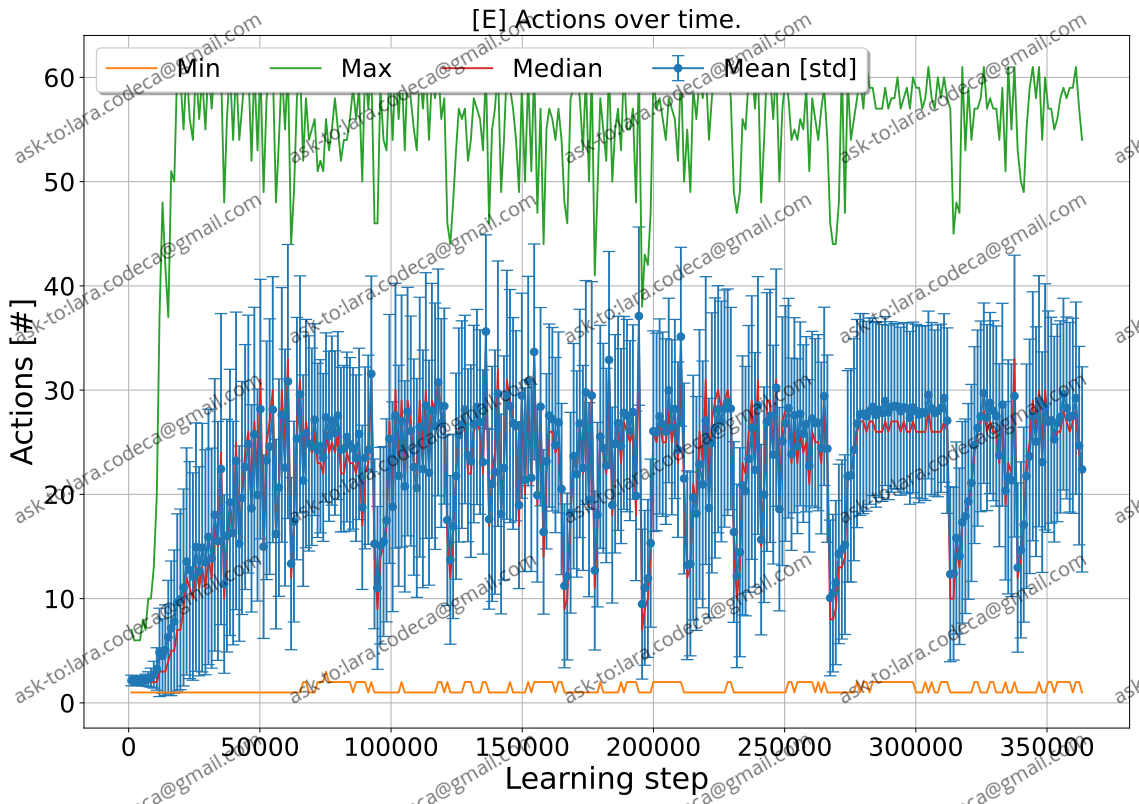 [E] Actions over time.
Min Max Median Mean [std]
60
50
40
30
20
10
0
Actions [#]
0 50000 100000 150000 200000 250000 300000 350000
Learning step
ask-to:lara.codeca@gmail.com